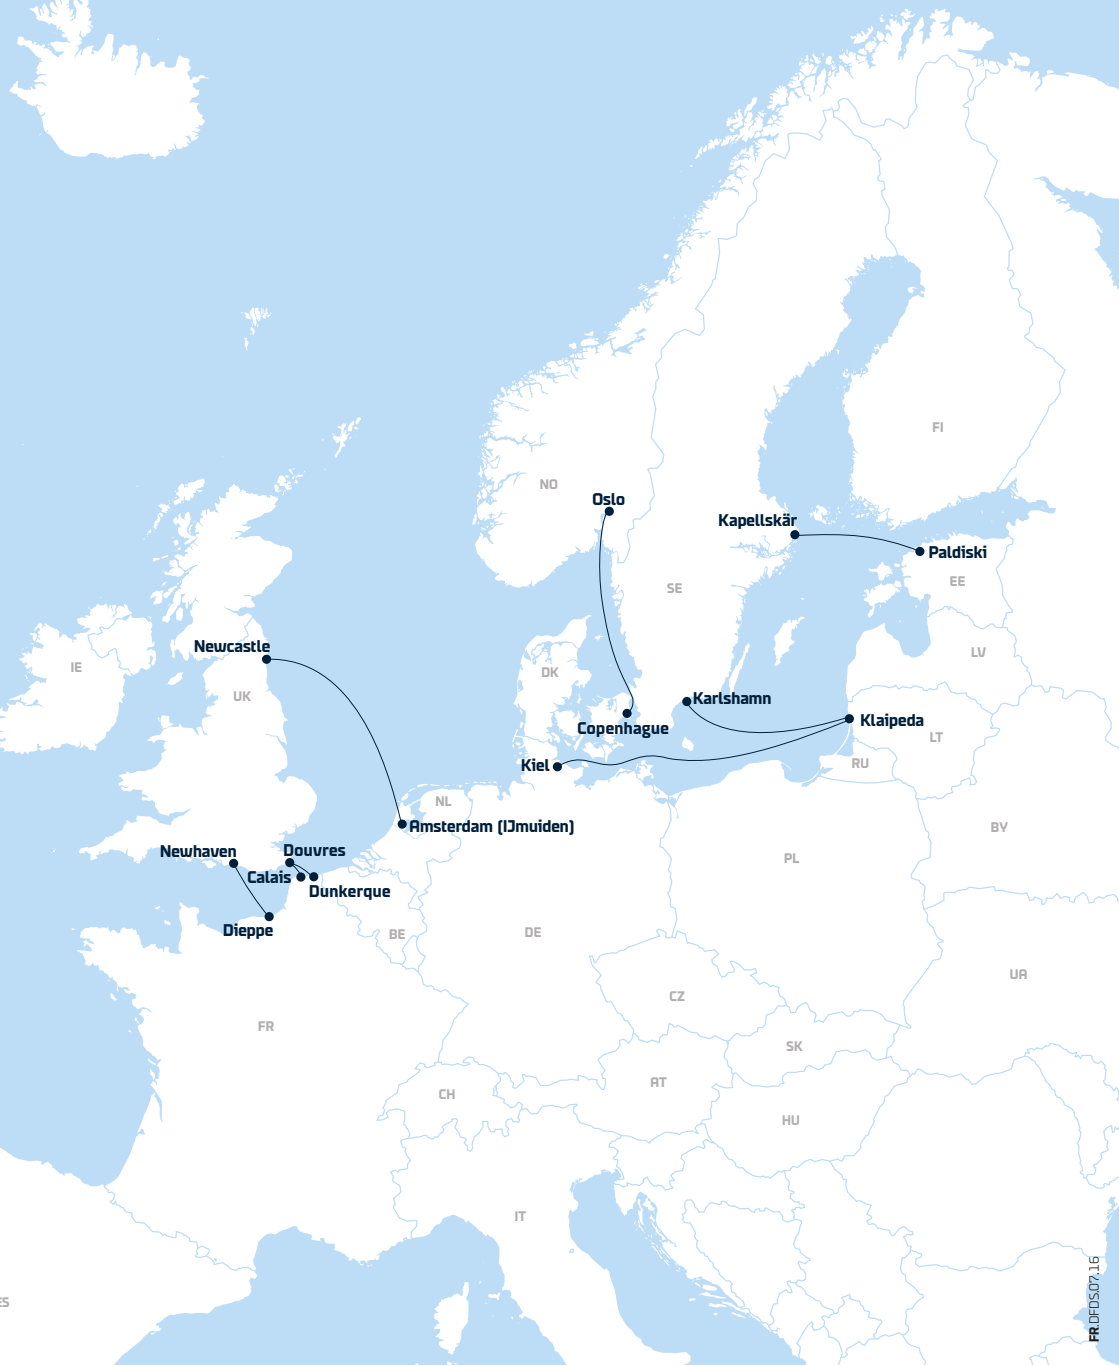 FI
NO
Oslo
Kapellskär
Paldiski
EE
SE
Newcastle
LV
IE
DK
UK
Karlshamn
Klaipeda
Copenhague
LT
Kiel
RU
NL
Amsterdam (IJmuiden)
BY
Newhaven
Douvres
PL
Calais
Dunkerque
Dieppe
BE
DE
UA
CZ
FR
SK
AT
CH
HU
IT
ES
FR.DFDS.07.16